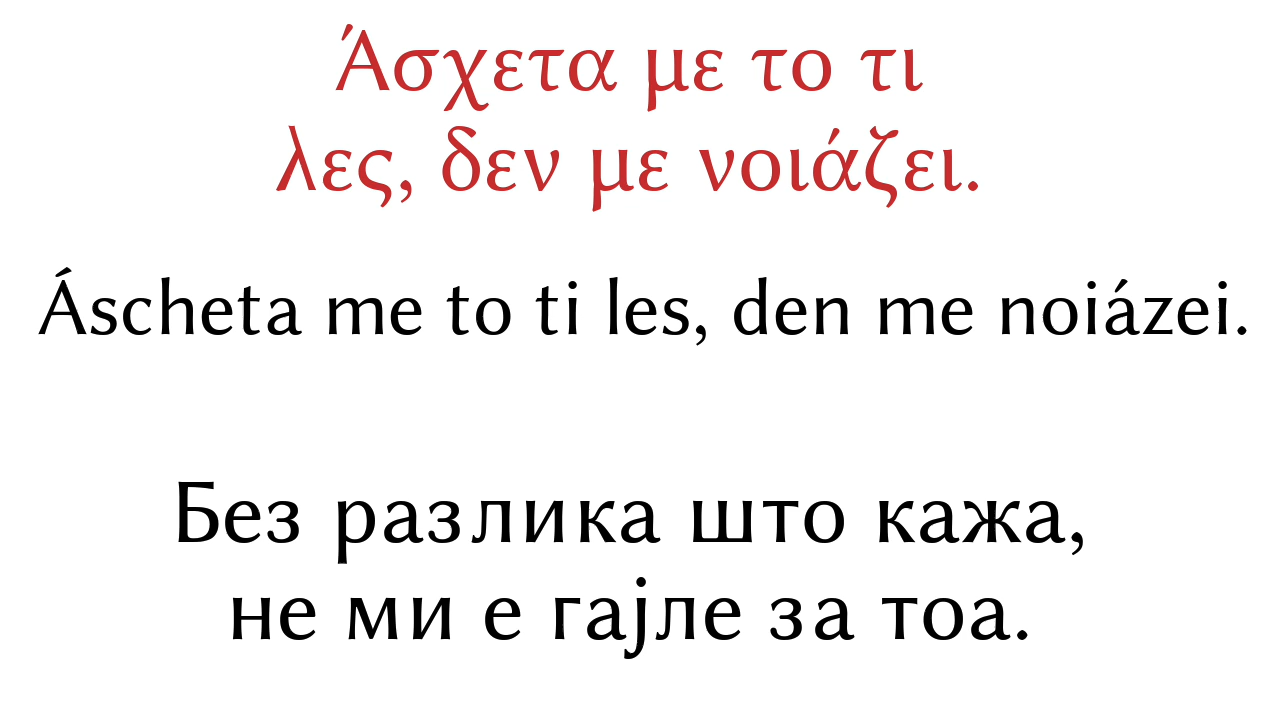 Άσχετα με το τι
λες, δεν με νοιάζει.
Áscheta me to ti les, den me noiázei.
Без разлика што кажа,
не ми е гајле за тоа.